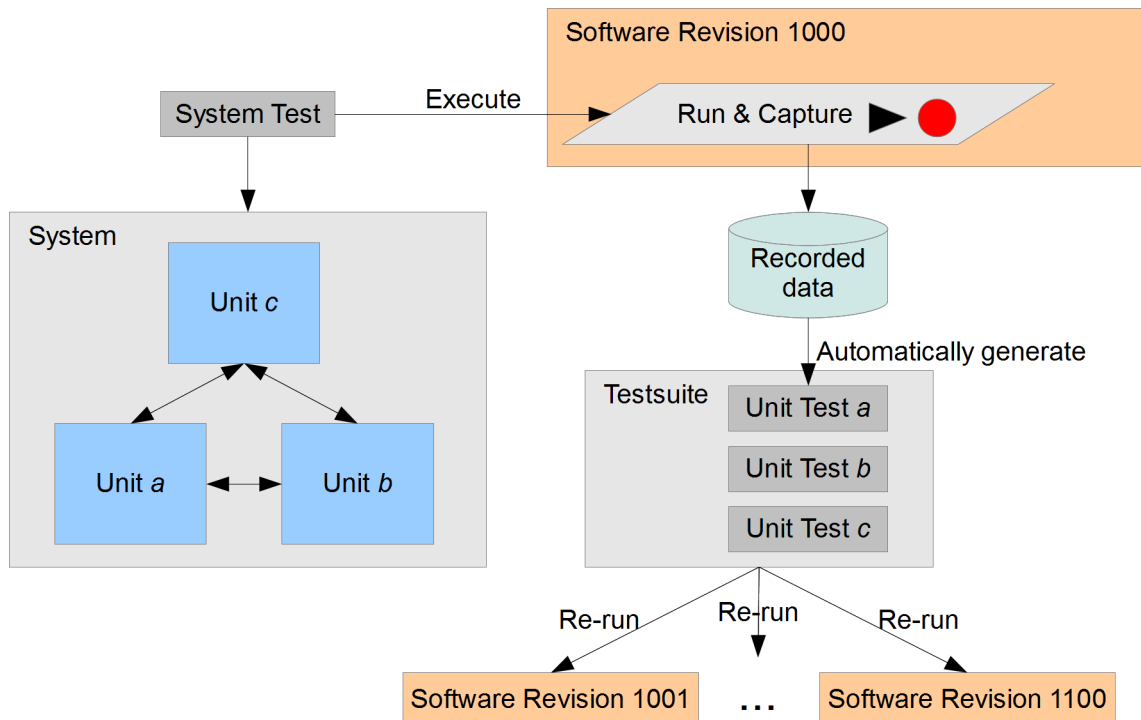 Software Revision 1000
System Test
Execute
Run & Capture
System
Unit c
Unit a
Unit b
Recorded
data
Automatically generate
Testsuite
Unit Test a
Unit Test b
Unit Test c
Re-run
Re-run
Re-run
Software Revision 1001
...
Software Revision 1100